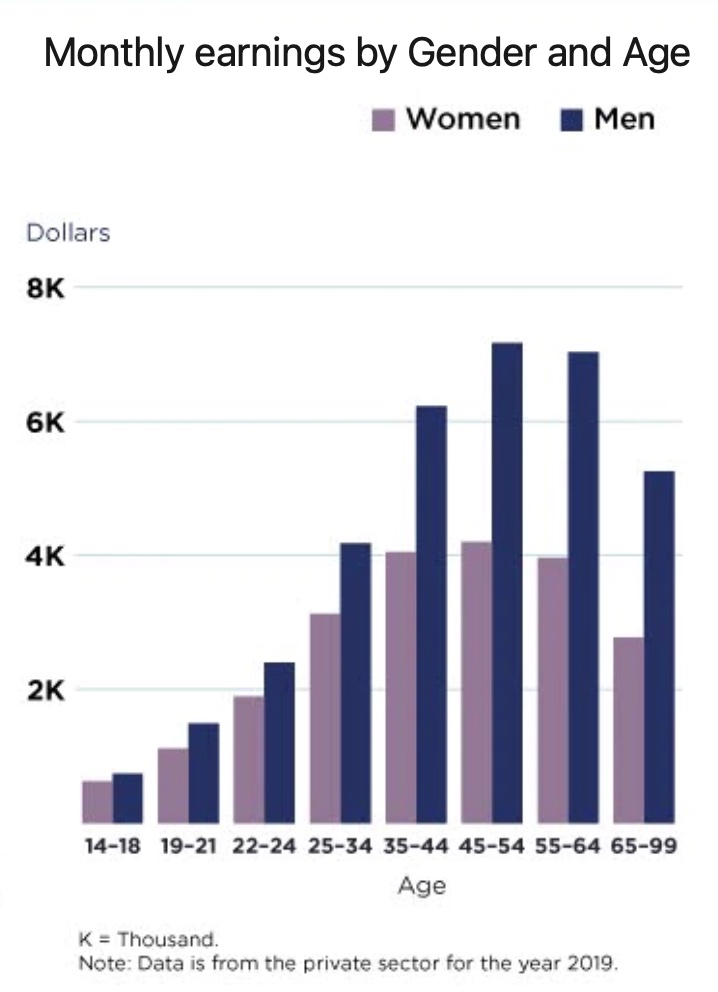 Monthly earnings by Gender and Age
Women Men
Dollars
8K
6K
4K
2K
14–18 19–21 22–24 25–34 35–44 45–54 55–64 65–99
Age
K = Thousand.
Note: Data is from the private sector for the year 2019.